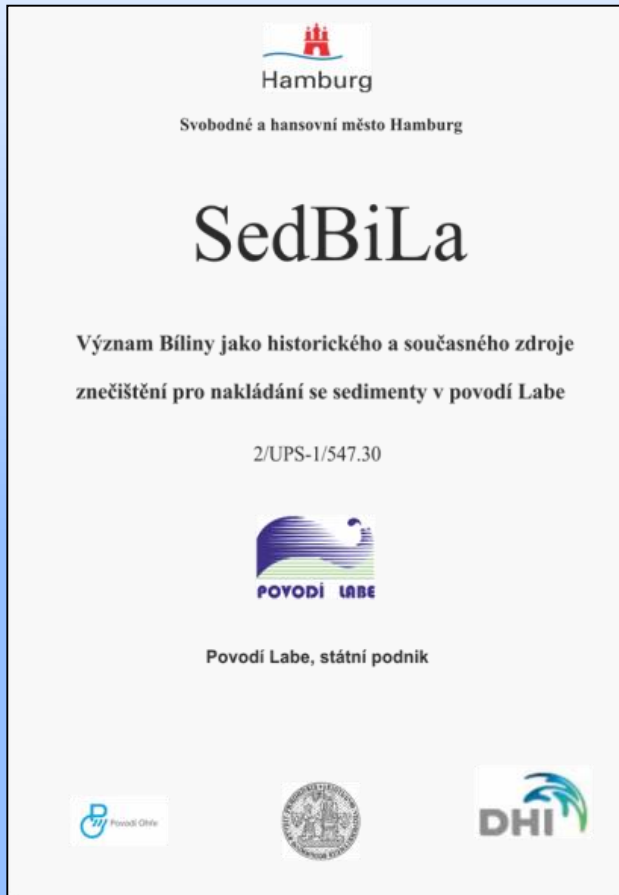 Hamburg
Svobodné a hansovní město Hamburg
SedBiLa
Význam Bíliny jako historického a současného zdroje
znečištění pro nakládání se sedimenty v povodí Labe
2/UPS-1/547.30
POVODÍ LABE
Povodí Labe, státní podnik
Povodí Ohře
DHI